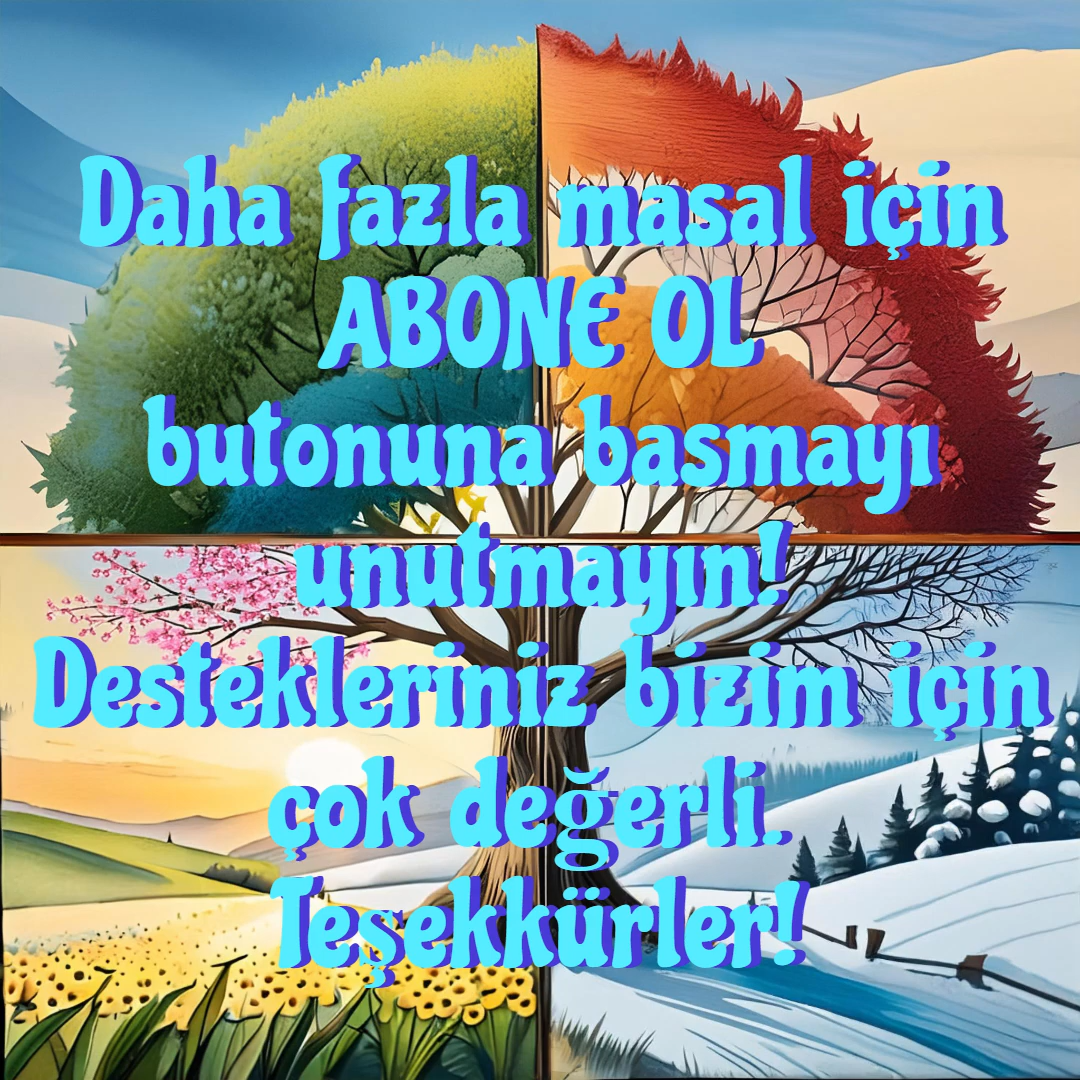 Daha fazla masal için
ABONE OL
butonuna basmayı
unutmayın!
Destekleriniz bizim için
çok değerli.
Teşekkürler!